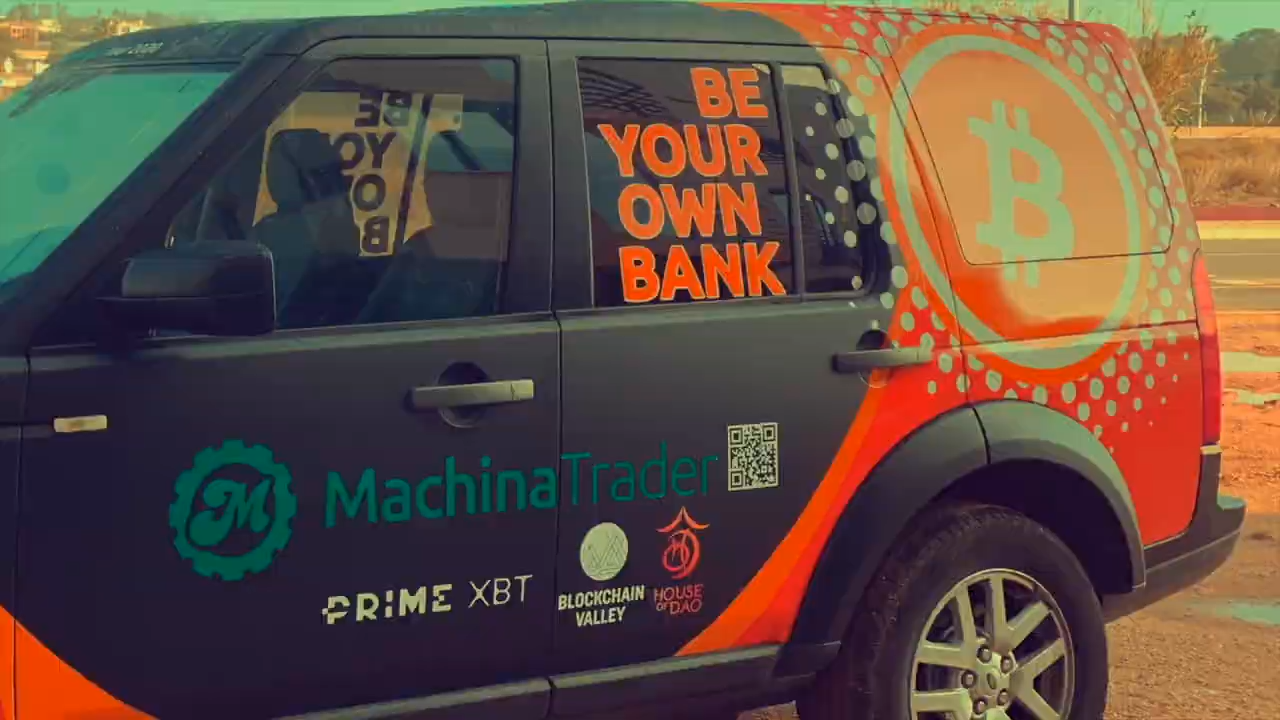 BE
YOUR
OWN
BANK
MachinaTrader
PRIME XBT
BLOCKCHAIN
VALLEY
HOUSE
OF DAO